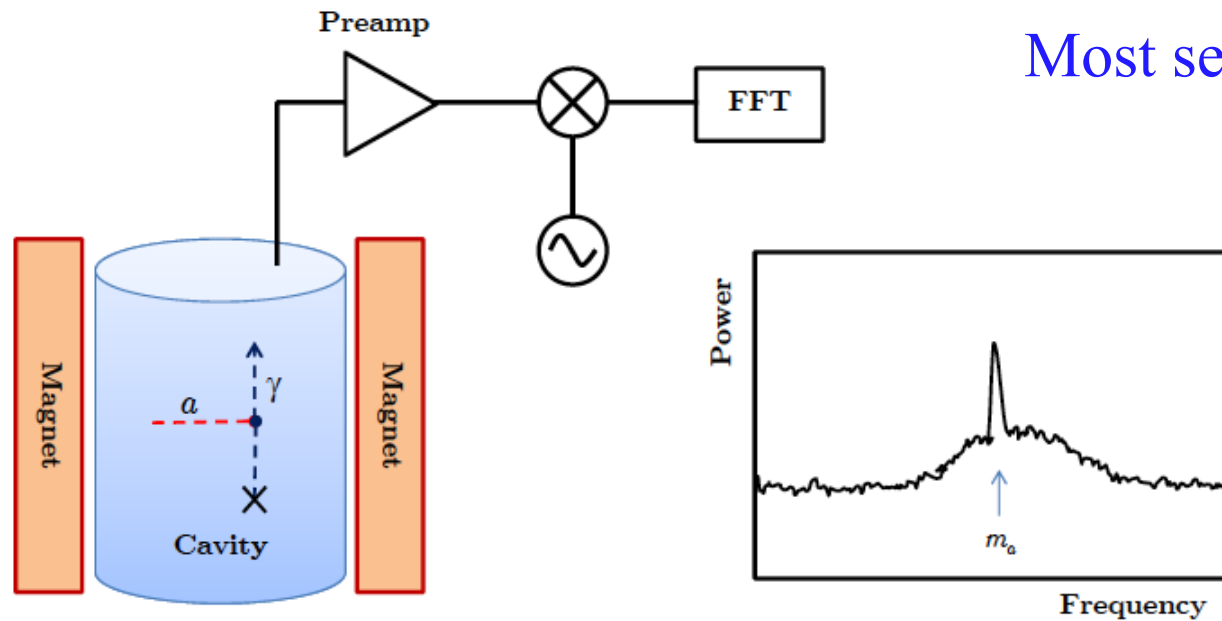 Preamp
Most se
FFT
Magnet
a
γ
Magnet
Cavity
Power
mₐ
Frequency